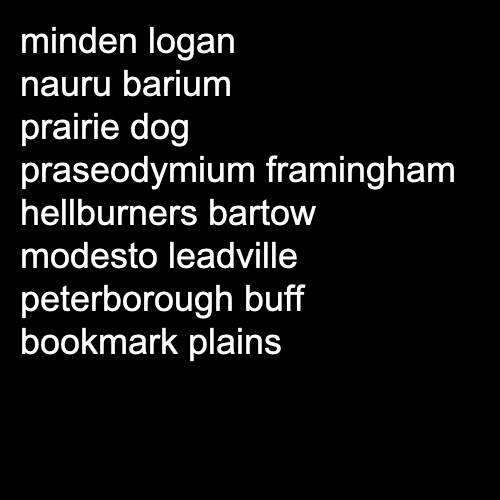 minden logan
nauru barium
prairie dog
praseodymium framingham
hellburners bartow
modesto leadville
peterborough buff
bookmark plains